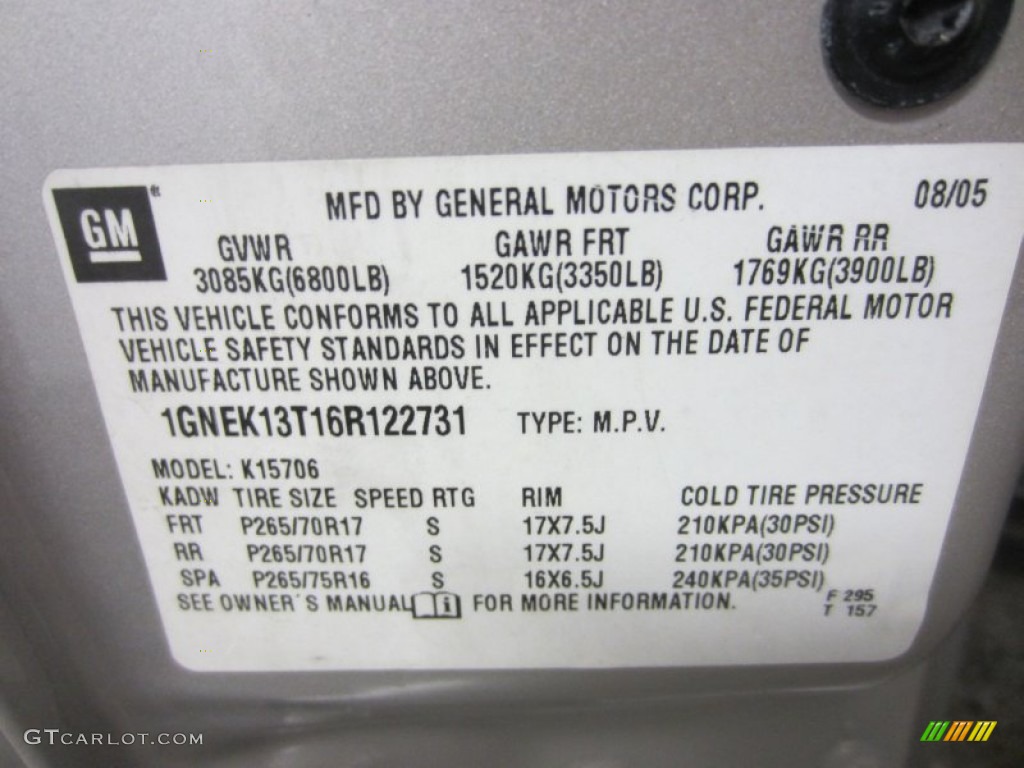 GM®
MFD BY GENERAL MOTORS CORP. 08/05
GVWR GAWR FRT GAWR RR
3085KG(6800LB) 1520KG(3350LB) 1769KG(3900LB)
THIS VEHICLE CONFORMS TO ALL APPLICABLE U.S. FEDERAL MOTOR
VEHICLE SAFETY STANDARDS IN EFFECT ON THE DATE OF
MANUFACTURE SHOWN ABOVE.
1GNEK13T16R122731 TYPE: M.P.V.
MODEL: K15706
KADW TIRE SIZE SPEED RTG RIM COLD TIRE PRESSURE
FRT P265/70R17 S 17X7.5J 210KPA(30PSI)
RR P265/70R17 S 17X7.5J 210KPA(30PSI)
SPA P265/75R16 S 16X6.5J 240KPA(35PSI)
SEE OWNER'S MANUAL i FOR MORE INFORMATION. F 295
T 157
GTCARLOT.COM